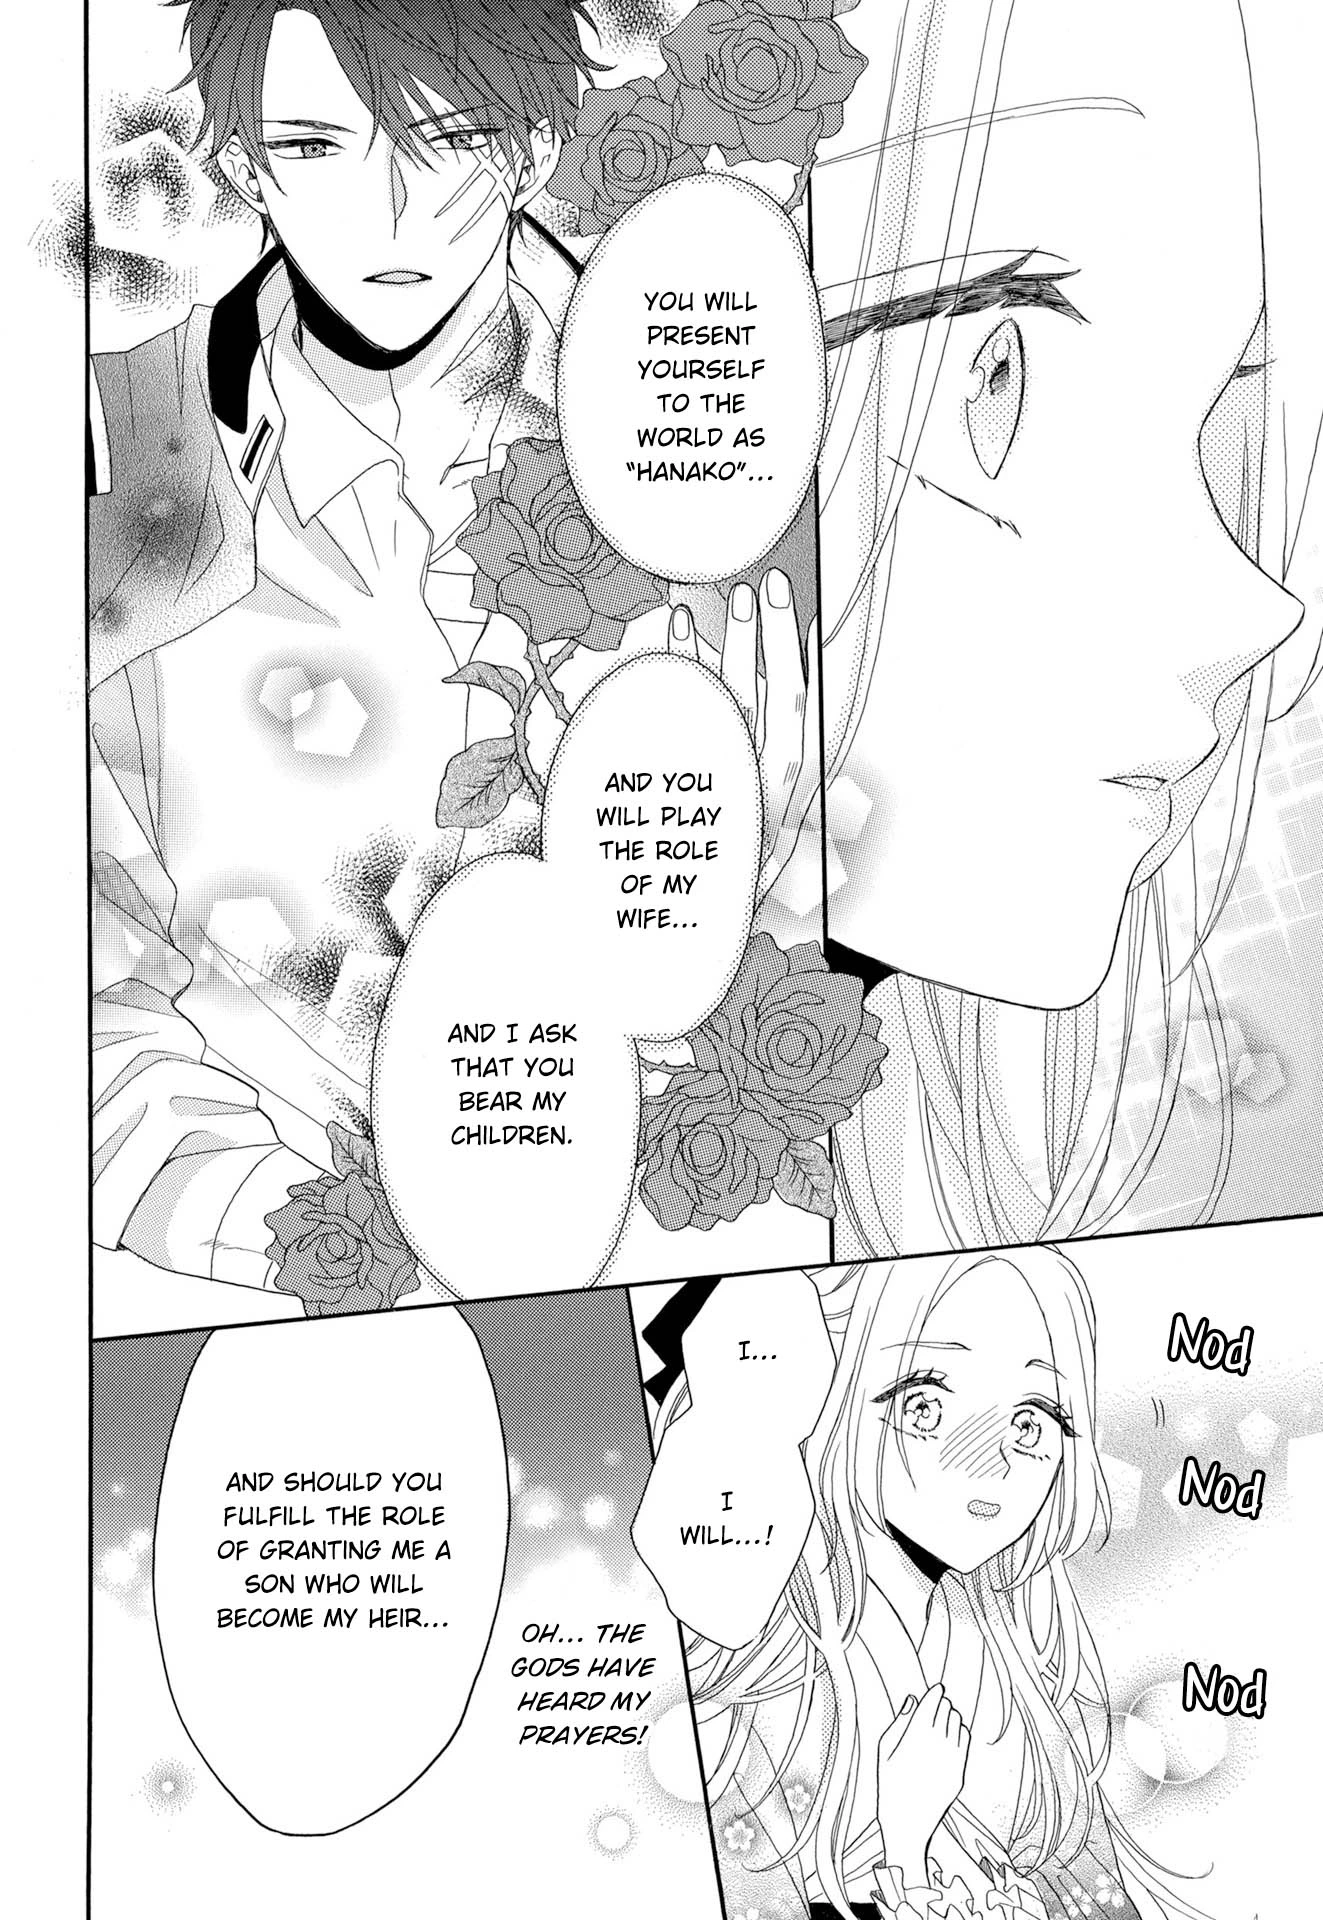 YOU WILL
PRESENT
YOURSELF
TO THE
WORLD AS
"HANAKO"...
AND YOU
WILL PLAY
THE ROLE
OF MY
WIFE...
AND I ASK
THAT YOU
BEAR MY
CHILDREN.
Nod
Nod
Nod
I...
I
WILL...!
OH... THE
GODS HAVE
HEARD MY
PRAYERS!
AND SHOULD YOU
FULFILL THE ROLE
OF GRANTING ME A
SON WHO WILL
BECOME MY HEIR...